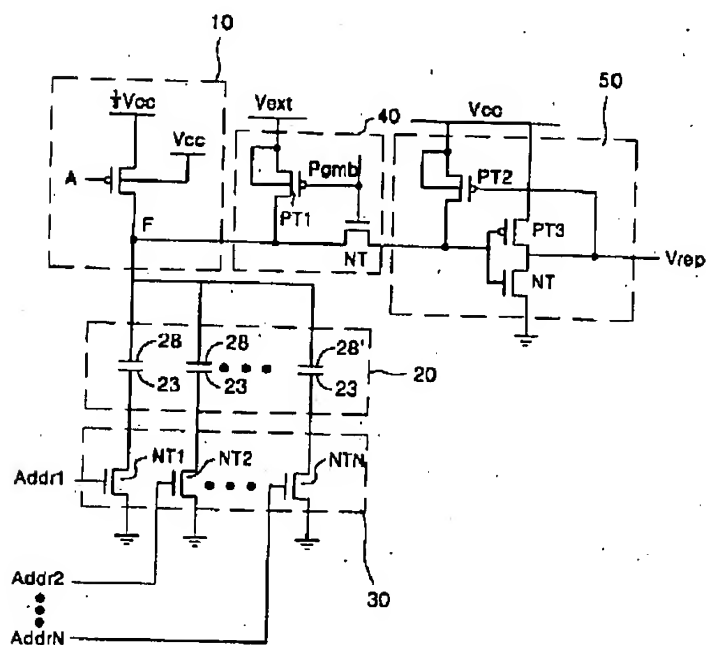 10
½Vcc
Vcc
A
F
Vext
40
Pgmb
PT1
NT
Vcc
50
PT2
PT3
NT
Vrep
28
28
28'
23
23
23
20
Addr1
NT1
NT2
NTN
Addr2
30
AddrN